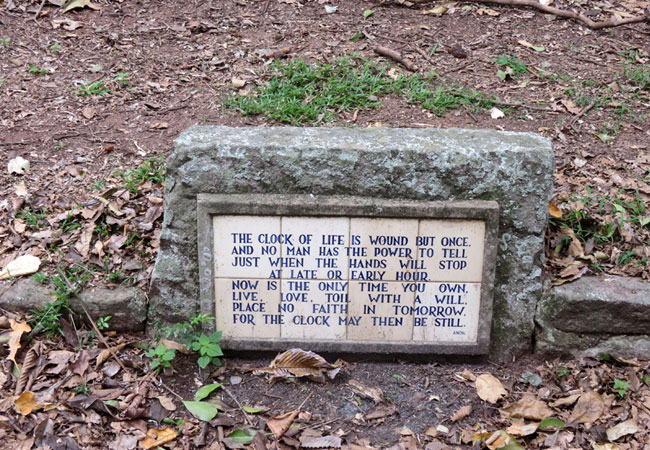 THE CLOCK OF LIFE IS WOUND BUT ONCE,
AND NO MAN HAS THE POWER TO TELL
JUST WHEN THE HANDS WILL STOP
AT LATE OR EARLY HOUR.
NOW IS THE ONLY TIME YOU OWN,
LIVE, LOVE, TOIL WITH A WILL,
PLACE NO FAITH IN TOMORROW,
FOR THE CLOCK MAY THEN BE STILL.
ANON.